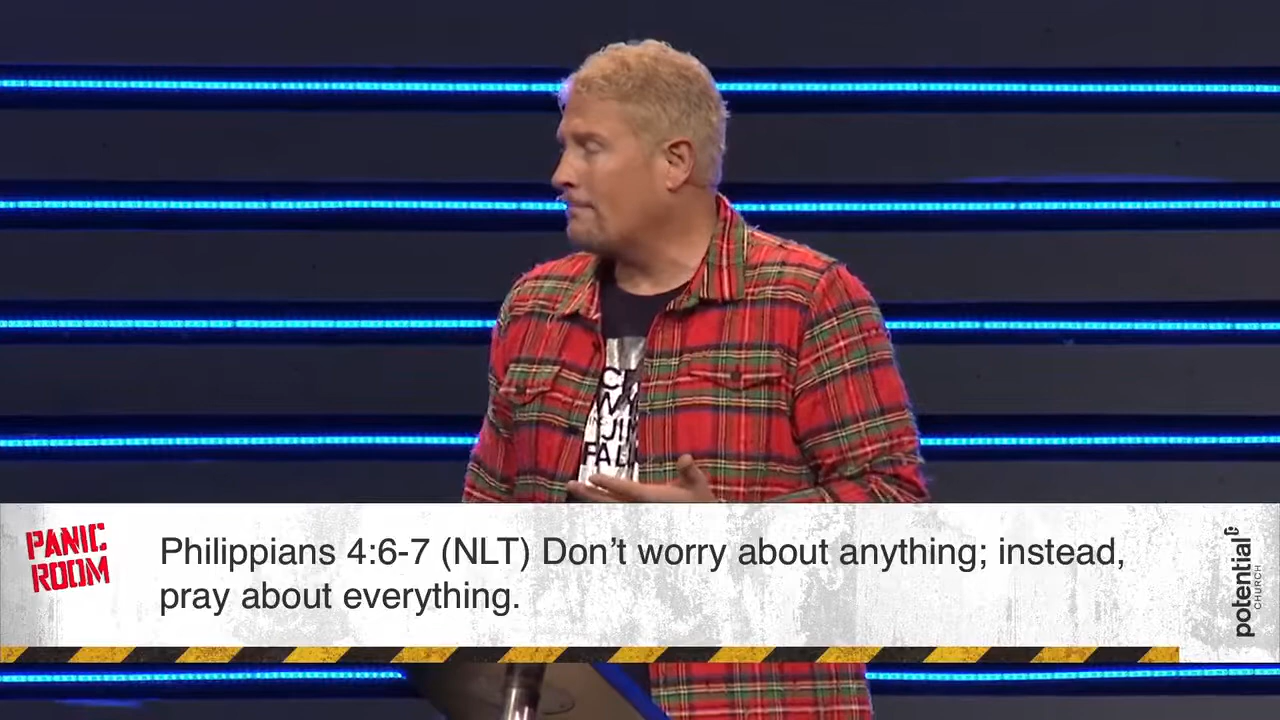 PANIC
ROOM
Philippians 4:6-7 (NLT) Don’t worry about anything; instead,
pray about everything.
potential
CHURCH